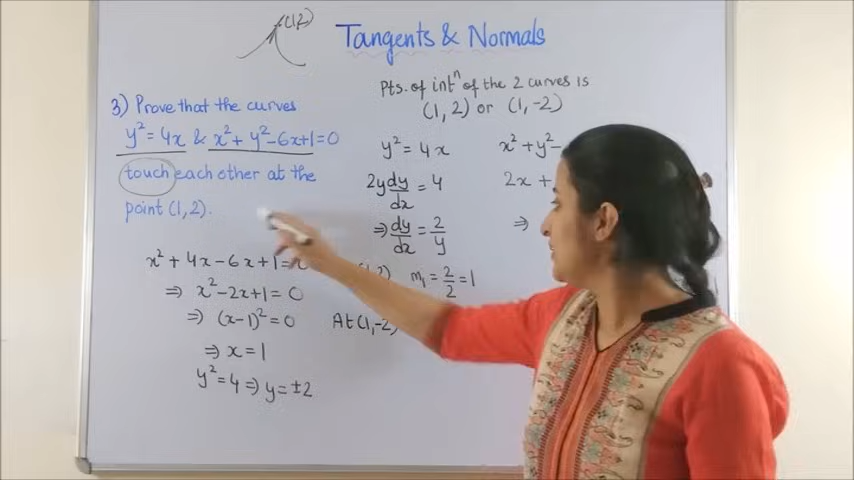 (1,2)
Tangents & Normals
3) Prove that the curves
y² = 4x & x² + y² - 6x + 1 = 0
touch each other at the
point (1, 2).
x² + 4x - 6x + 1 =
⇒ x² - 2x + 1 = 0
⇒ (x-1)² = 0
⇒ x = 1
y² = 4 ⇒ y = ±2
Pts. of intⁿ of the 2 curves is
(1, 2) or (1, -2)
y² = 4x
2y dy/dx = 4
⇒ dy/dx = 2/y
m₁ = 2/2 = 1
At (1, -2)
x² + y² -
2x +
⇒